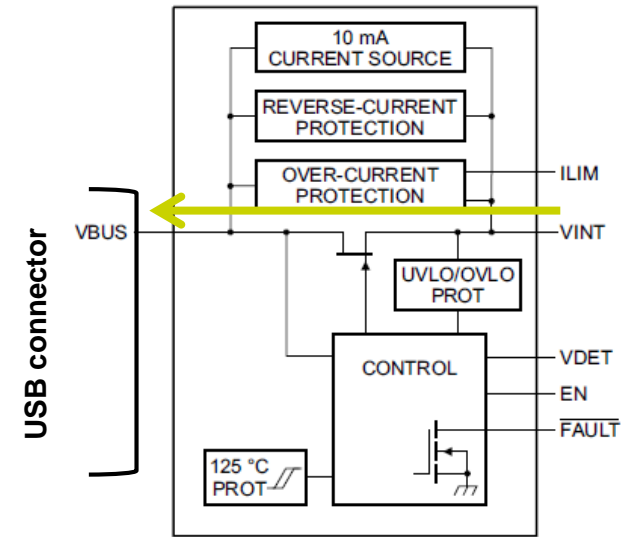 10 mA
CURRENT SOURCE
REVERSE-CURRENT
PROTECTION
OVER-CURRENT
PROTECTION
ILIM
USB connector
VBUS
VINT
UVLO/OVLO
PROT
CONTROL
VDET
EN
FAULT
125 °C
PROT